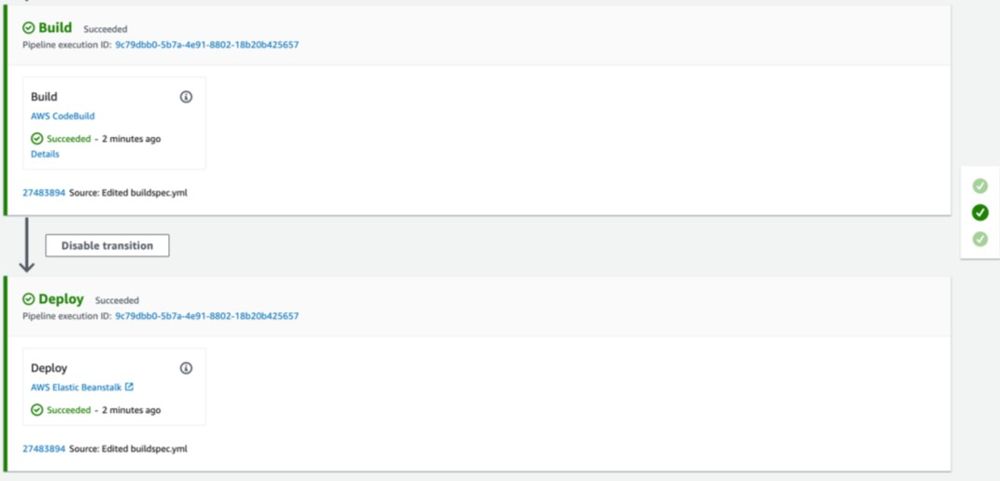 Build Succeeded
Pipeline execution ID: 9c79dbb0-5b7a-4e91-8802-18b20b425657
Build
AWS CodeBuild
Succeeded - 2 minutes ago
Details
27483894 Source: Edited buildspec.yml
Disable transition
Deploy Succeeded
Pipeline execution ID: 9c79dbb0-5b7a-4e91-8802-18b20b425657
Deploy
AWS Elastic Beanstalk
Succeeded - 2 minutes ago
27483894 Source: Edited buildspec.yml